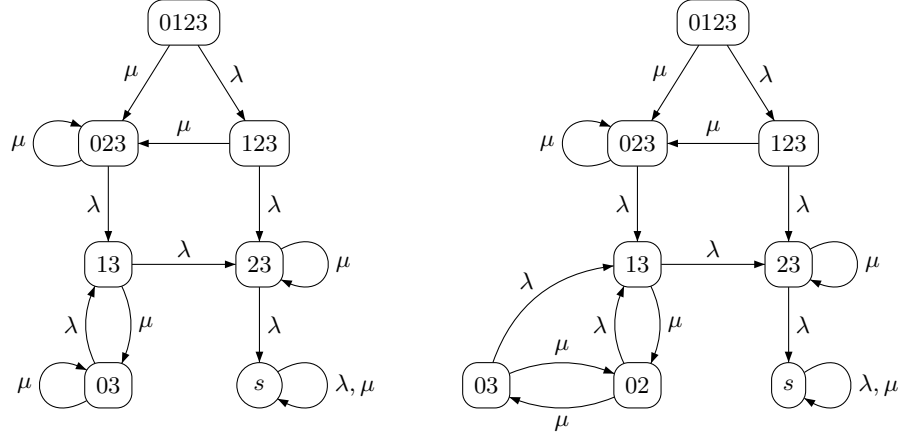 0123 0123
μ λ μ λ
μ 023 μ 123 μ 023 μ 123
λ λ λ λ
13 λ 23 μ 13 λ 23 μ
λ μ λ λ λ μ λ
μ 03 s λ, μ 03 μ μ 02 s λ, μ